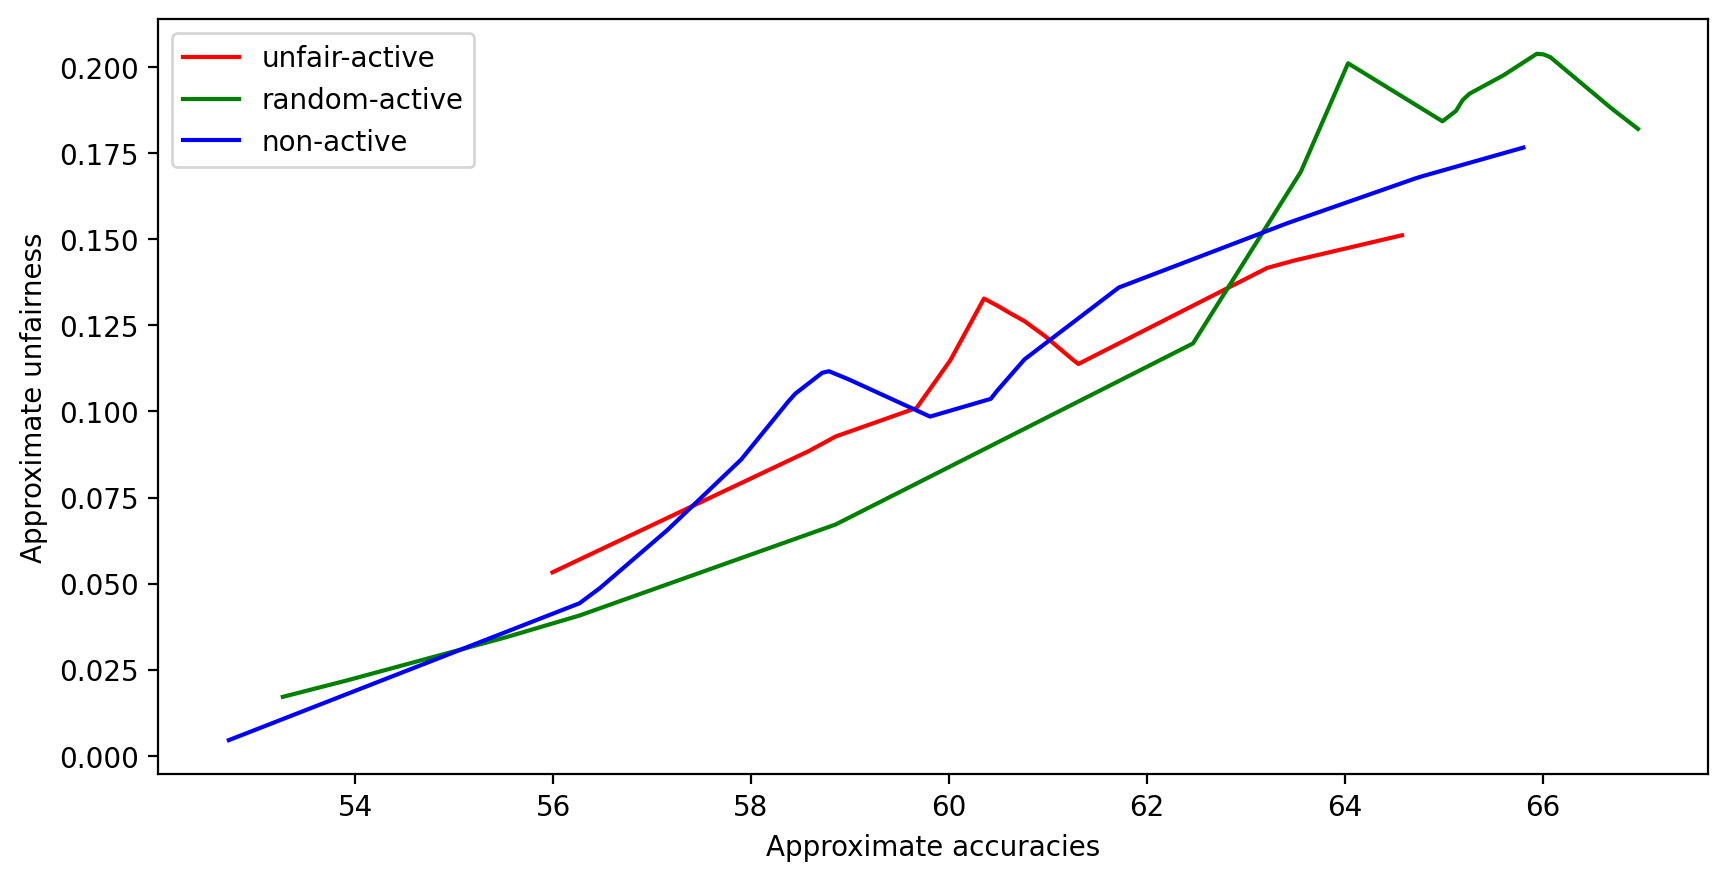 unfair-active
random-active
non-active
0.200
0.175
0.150
0.125
0.100
0.075
0.050
0.025
0.000
Approximate unfairness
54 56 58 60 62 64 66
Approximate accuracies